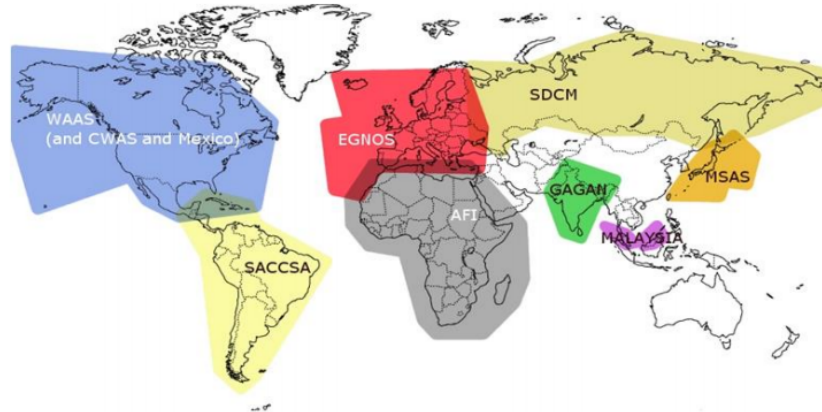 WAAS
(and CWAS and Mexico)
EGNOS
SDCM
MSAS
GAGAN
AFI
MALAYSIA
SACCSA